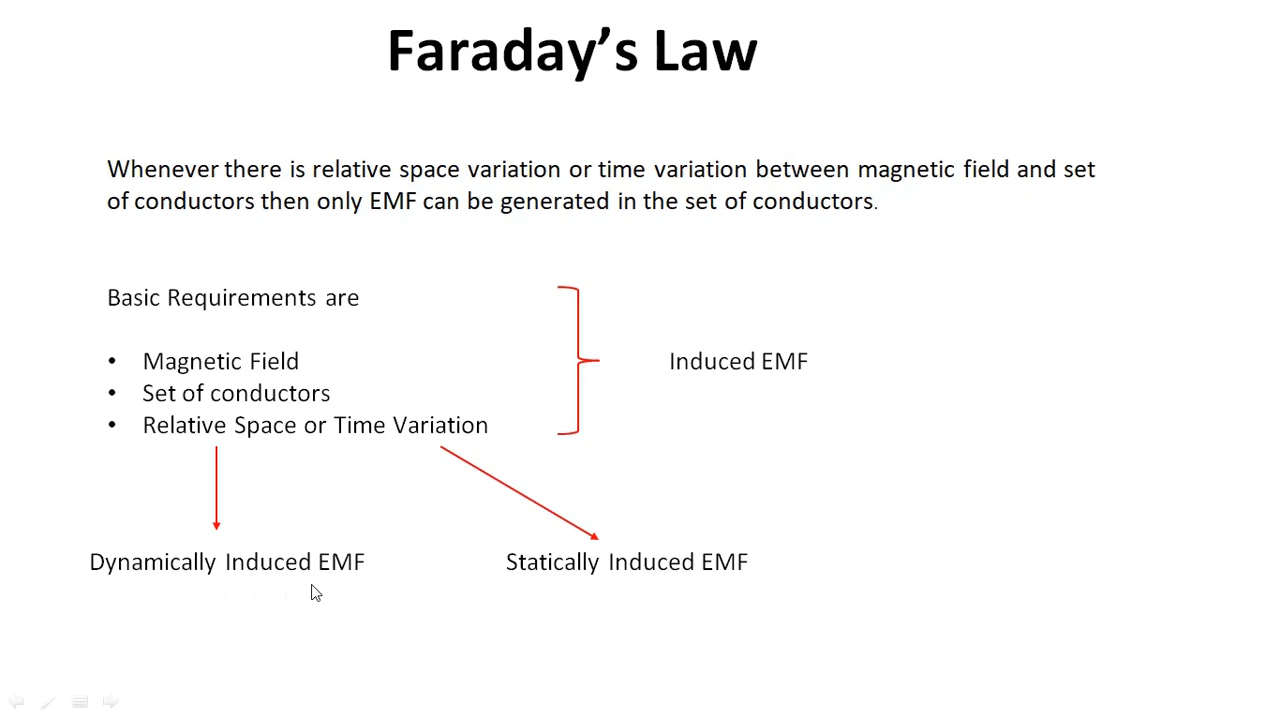 Faraday’s Law
Whenever there is relative space variation or time variation between magnetic field and set
of conductors then only EMF can be generated in the set of conductors.
Basic Requirements are
• Magnetic Field
• Set of conductors
• Relative Space or Time Variation
Induced EMF
Dynamically Induced EMF
Statically Induced EMF